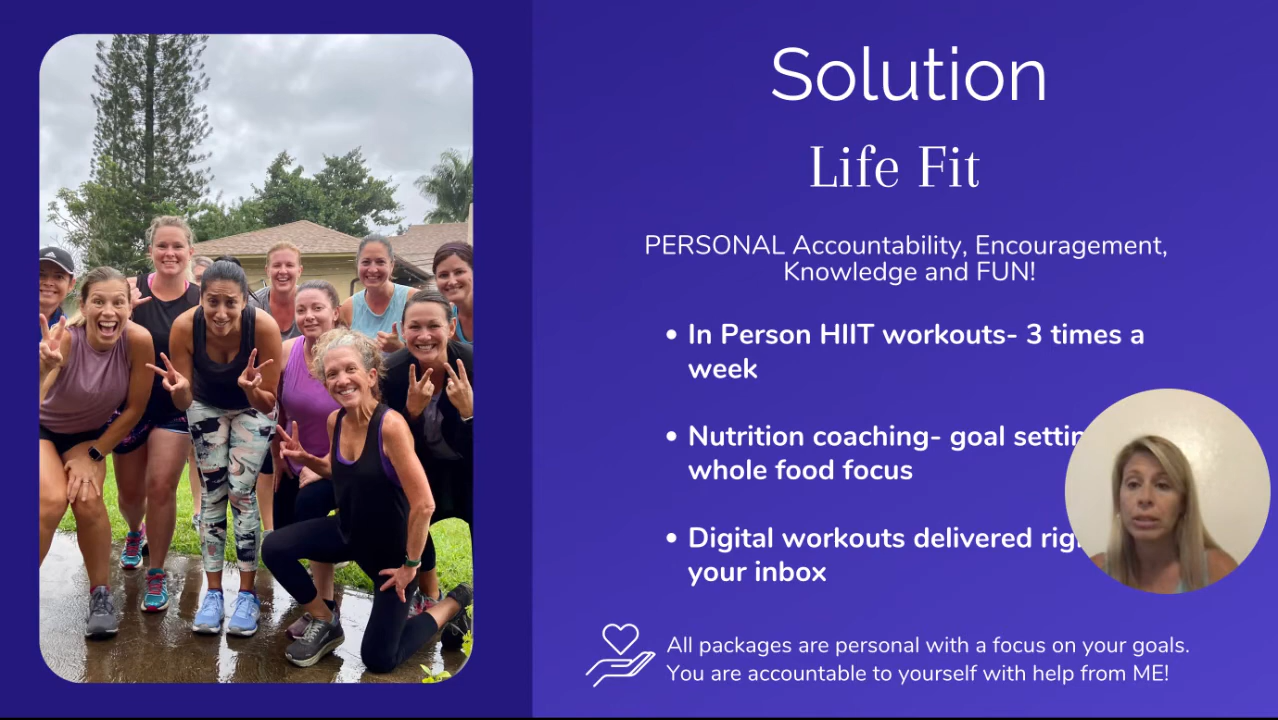 Solution
Life Fit
PERSONAL Accountability, Encouragement,
Knowledge and FUN!
• In Person HIIT workouts- 3 times a
week
• Nutrition coaching- goal
whole food focus
• Digital workouts delivered
your inbox
All packages are personal with a focus on your goals.
You are accountable to yourself with help from ME!